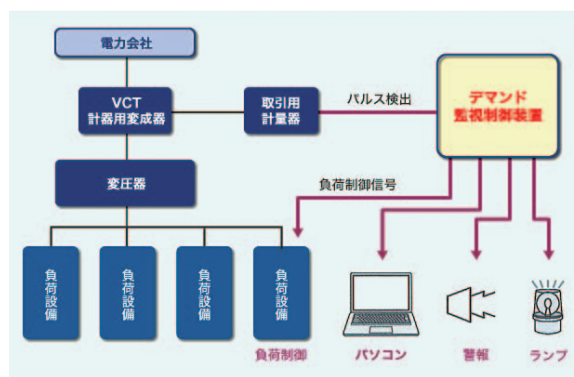 電力会社
VCT
計器用変成器
取引用
計量器
パルス検出
デマンド
監視制御装置
変圧器
負荷制御信号
負荷設備
負荷設備
負荷設備
負荷設備
負荷制御
パソコン
警報
ランプ